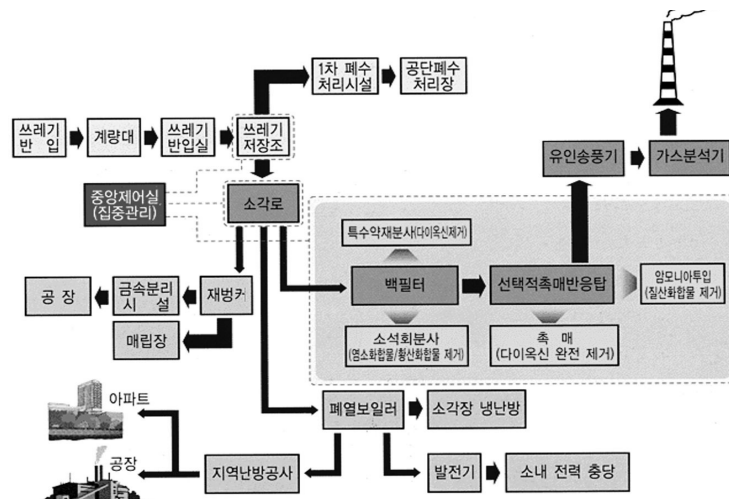 1차 폐수
처리시설
공단폐수
처리장
쓰레기
반 입
계량대
쓰레기
반입실
쓰레기
저장조
유인송풍기
가스분석기
중앙제어실
(집중관리)
소각로
특수약재분사(다이옥신제거)
백필터
선택적촉매반응탑
암모니아투입
(질산화합물 제거)
소석회분사
(염소화합물/황산화합물 제거)
촉 매
(다이옥신 완전 제거)
공 장
금속분리
시 설
재벙커
매립장
아파트
폐열보일러
소각장 냉난방
공장
지역난방공사
발전기
소내 전력 충당